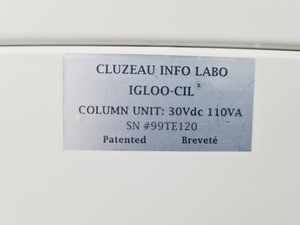 CLUZEAU INFO LABO
IGLOO-CIL®
COLUMN UNIT: 30Vdc 110VA
SN #99TE120
Patented Breveté